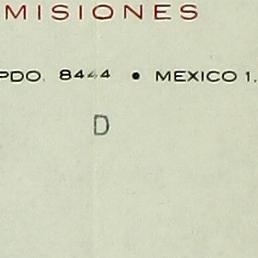 MISIONES
PDO. 8444 ● MEXICO 1,
D